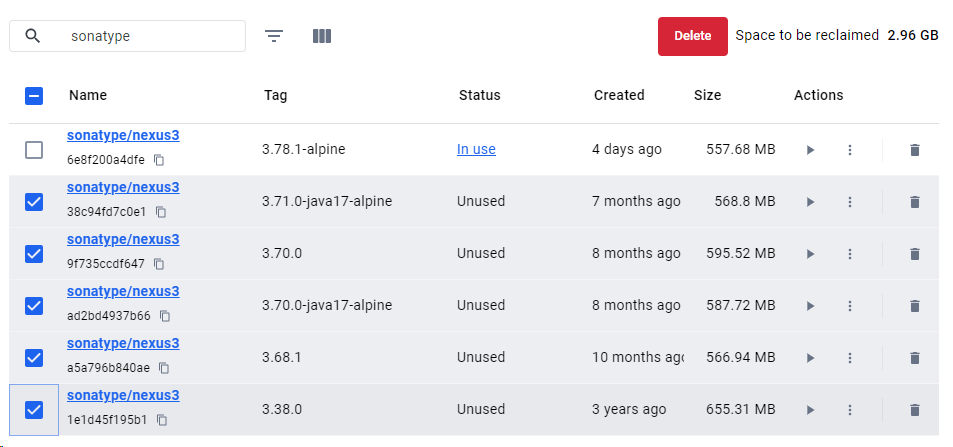 sonatype
Delete Space to be reclaimed 2.96 GB
Name Tag Status Created Size Actions
sonatype/nexus3
6e8f200a4dfe
3.78.1-alpine In use 4 days ago 557.68 MB
sonatype/nexus3
38c94fd7c0e1
3.71.0-java17-alpine Unused 7 months ago 568.8 MB
sonatype/nexus3
9f735ccdf647
3.70.0 Unused 8 months ago 595.52 MB
sonatype/nexus3
ad2bd4937b66
3.70.0-java17-alpine Unused 8 months ago 587.72 MB
sonatype/nexus3
a5a796b840ae
3.68.1 Unused 10 months ag 566.94 MB
sonatype/nexus3
1e1d45f195b1
3.38.0 Unused 3 years ago 655.31 MB